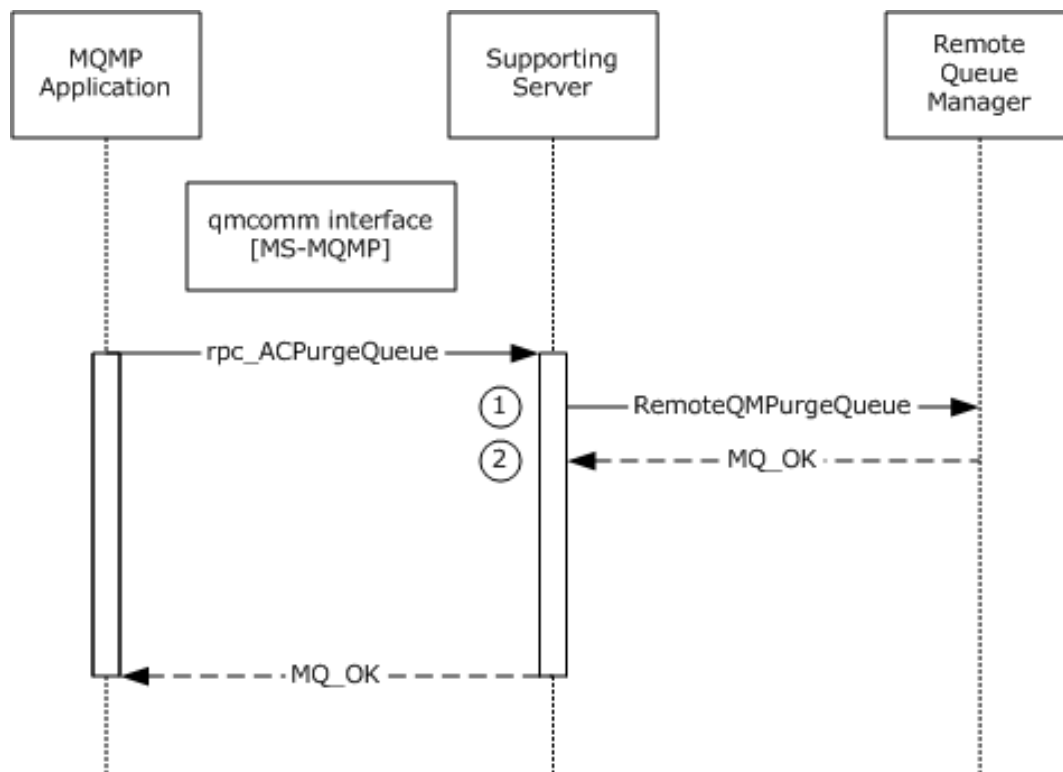 MQMP
Application
Supporting
Server
Remote
Queue
Manager
qmcomm interface
[MS-MQMP]
rpc_ACPurgeQueue
1
RemoteQMPurgeQueue
2
MQ_OK
MQ_OK